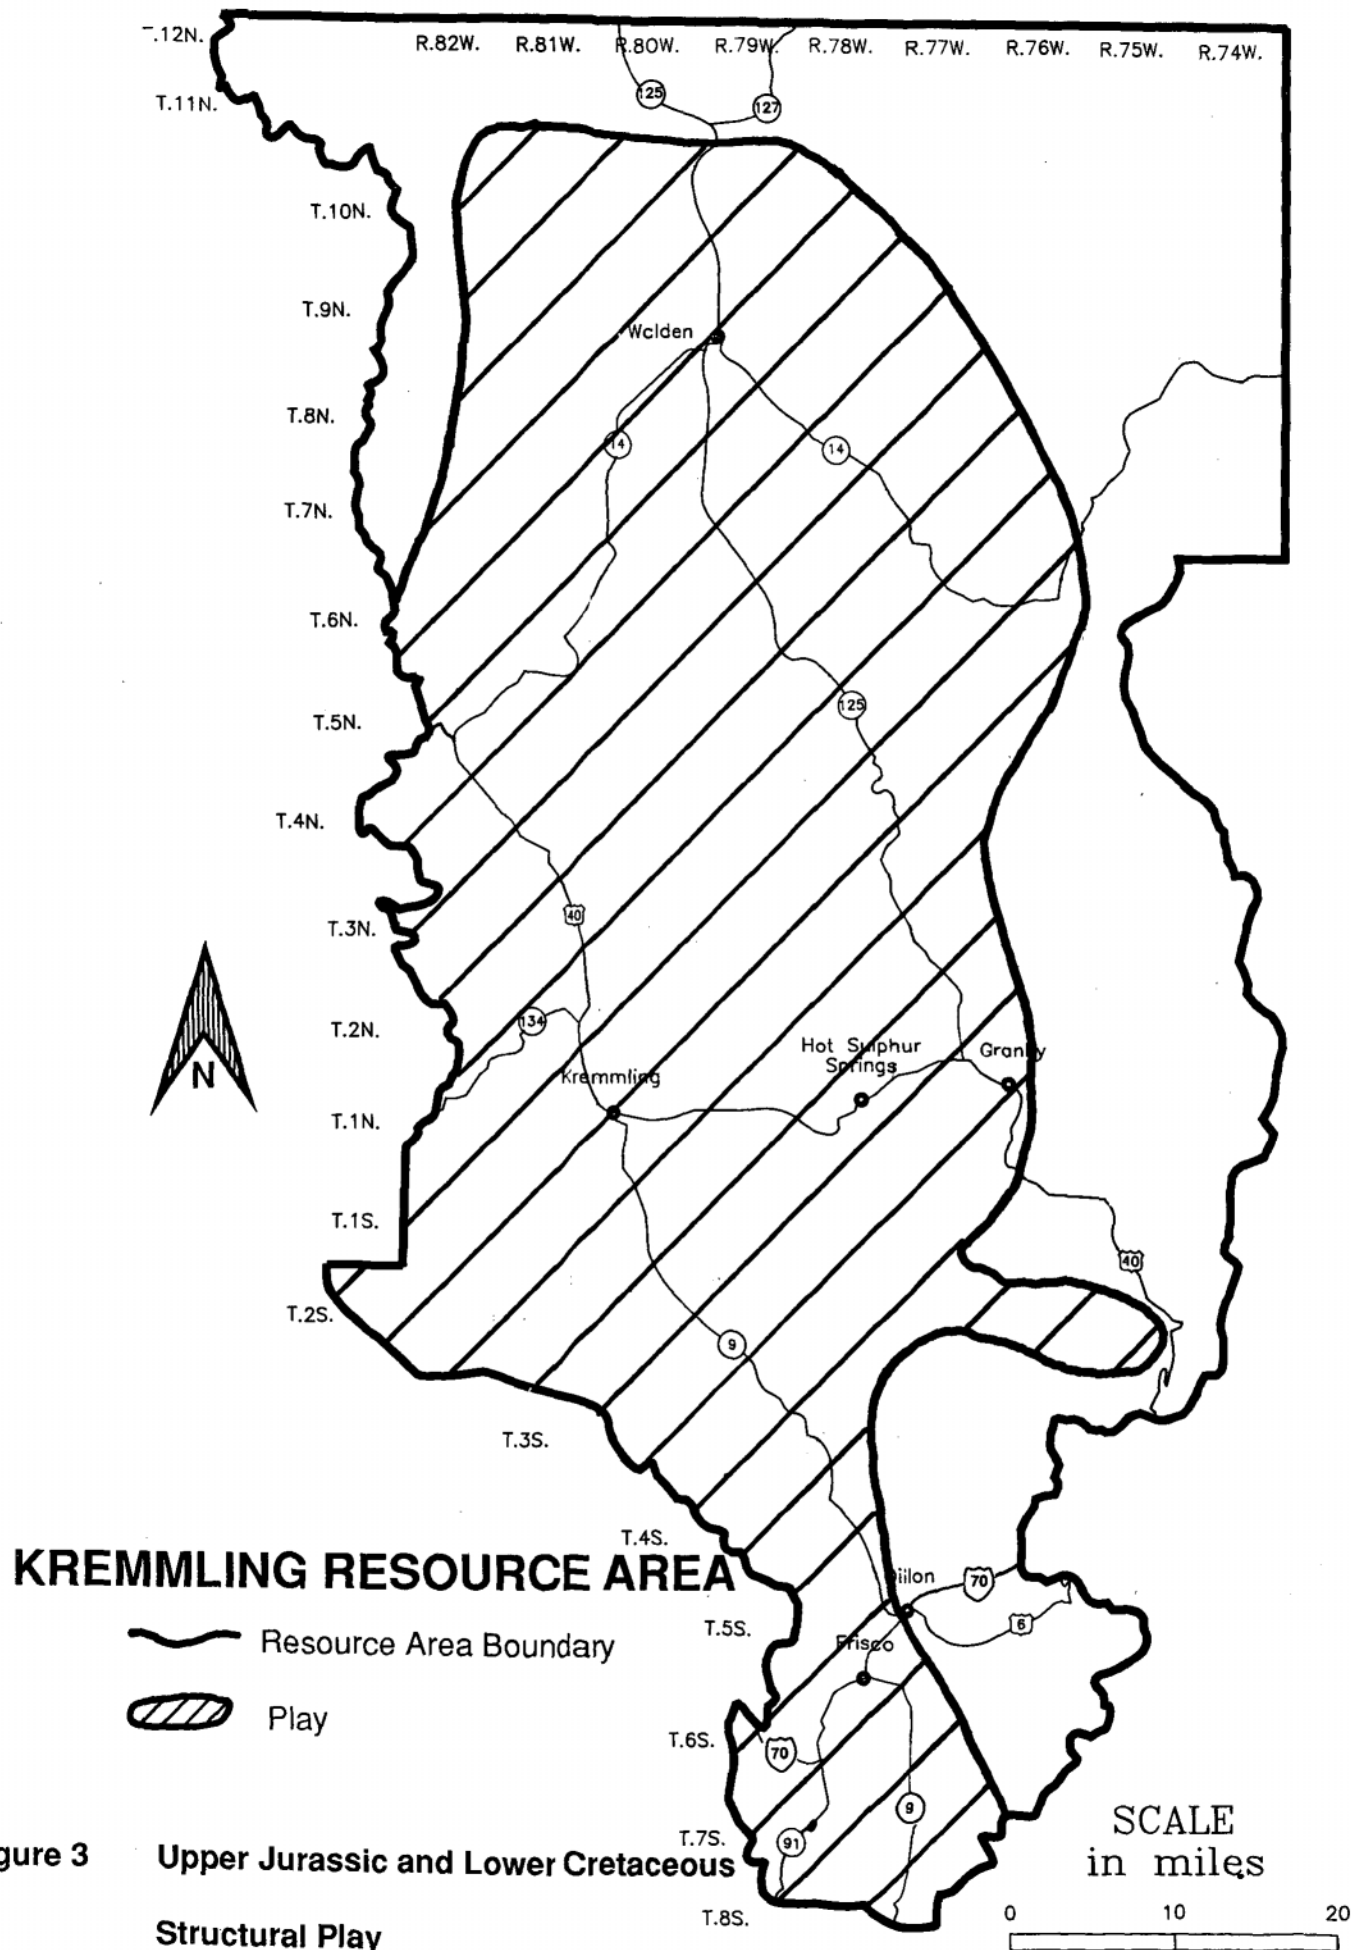 T.12N.
R.82W. R.81W. R.80W. R.79W. R.78W. R.77W. R.76W. R.75W. R.74W.
125
127
T.11N.
T.10N.
T.9N.
Walden
T.8N.
14
14
T.7N.
T.6N.
125
T.5N.
T.4N.
40
T.3N.
134
T.2N.
Hot Sulphur
Springs
Granby
N
Kremmling
T.1N.
T.1S.
40
T.2S.
9
T.3S.
T.4S.
KREMMLING RESOURCE AREA
Dillon
70
6
T.5S.
Resource Area Boundary
Frisco
Play
T.6S.
70
9
SCALE
in miles
T.7S.
91
gure 3 Upper Jurassic and Lower Cretaceous
T.8S.
0 10 20
Structural Play